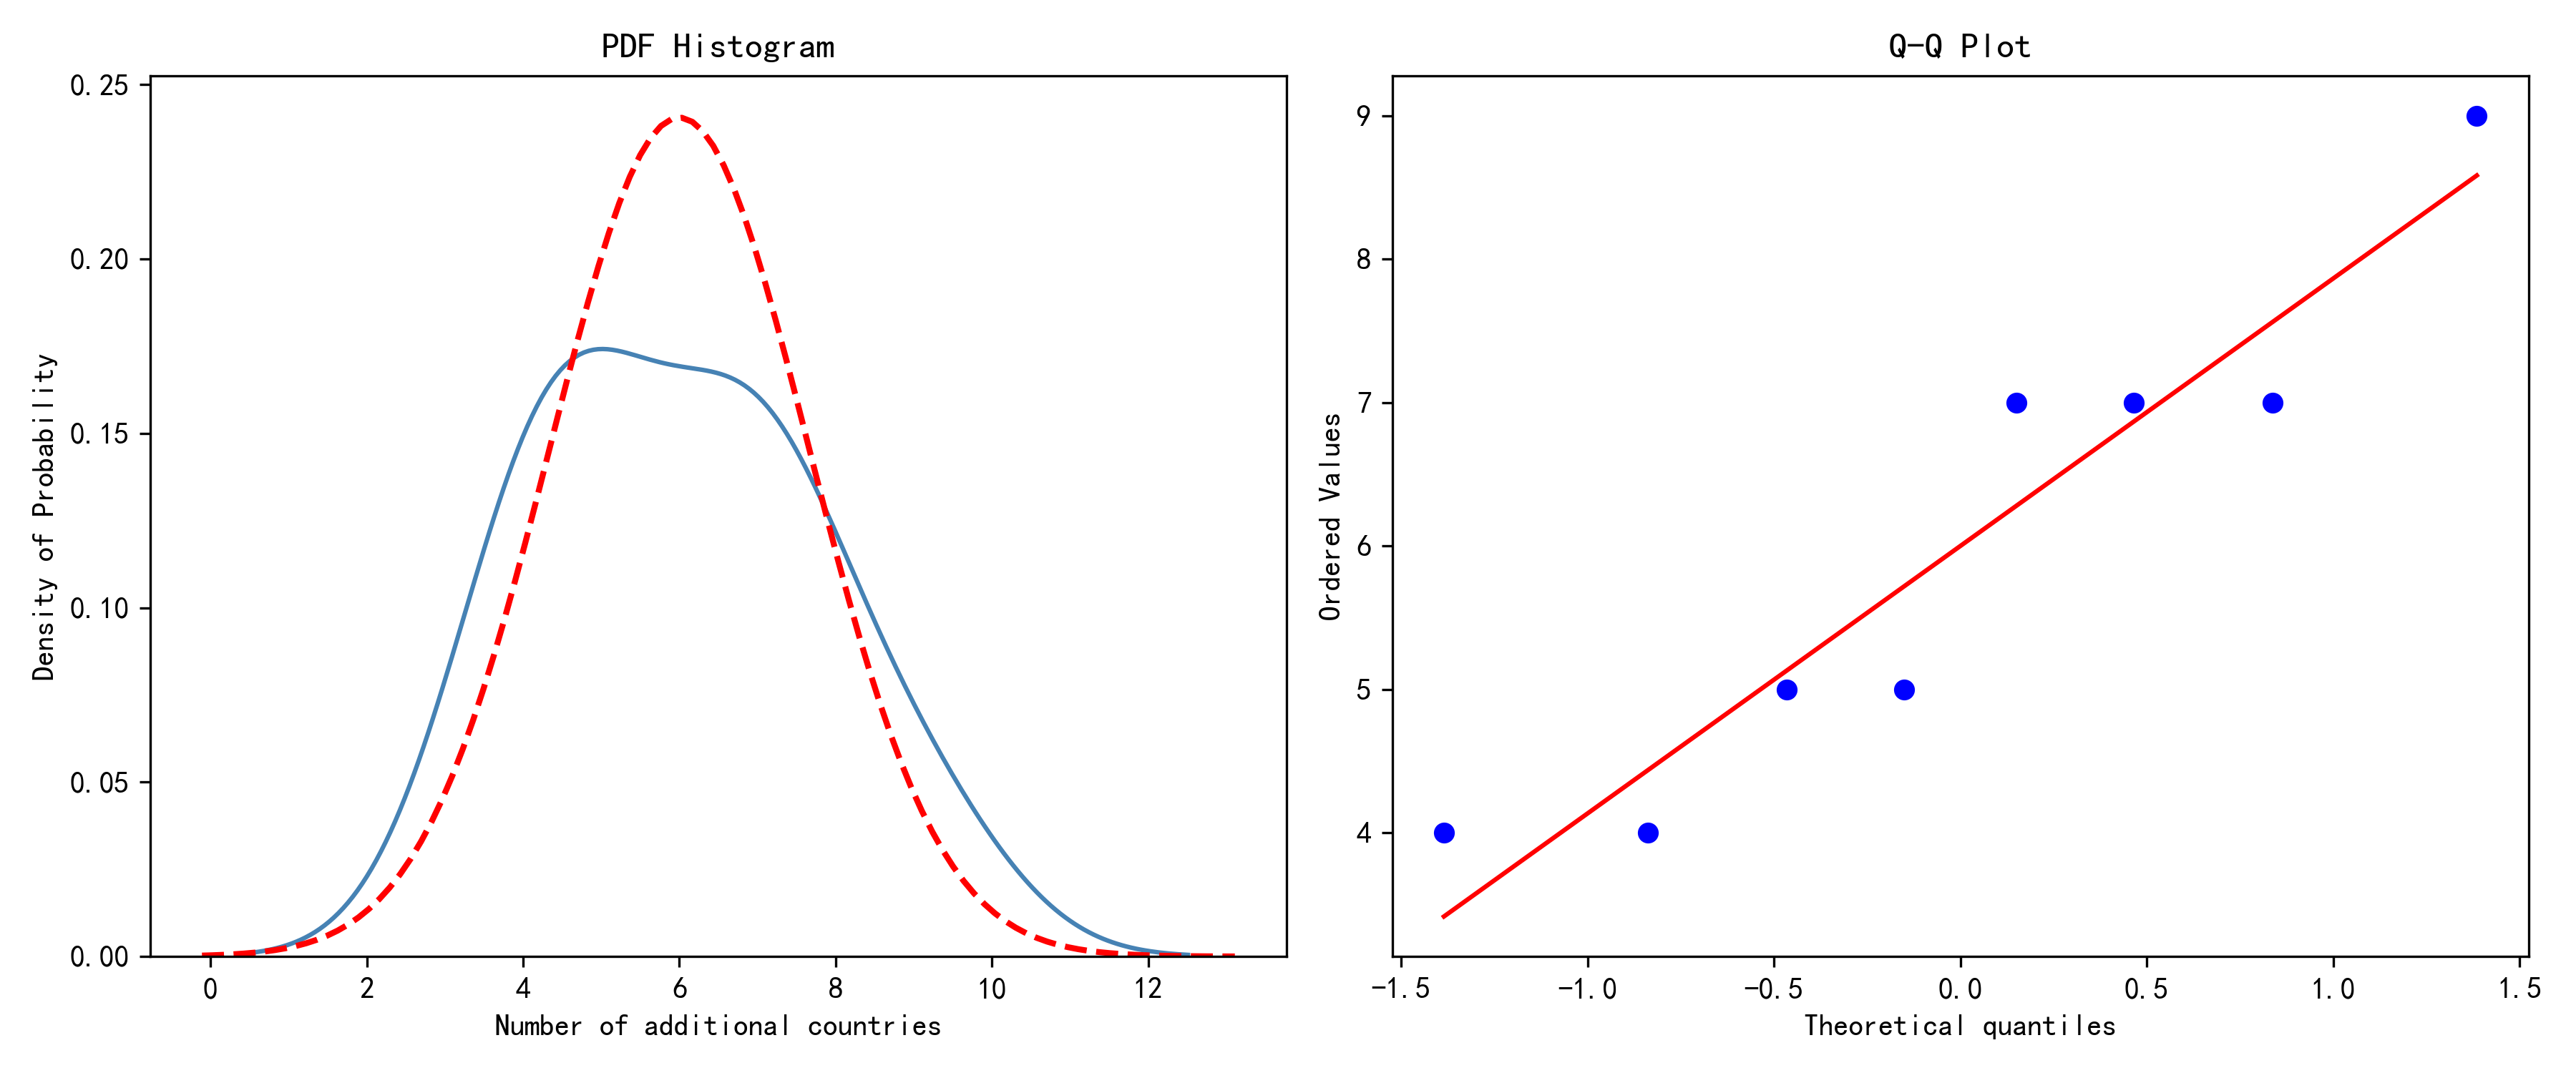 PDF Histogram
Density of Probability
0.25
0.20
0.15
0.10
0.05
0.00
0 2 4 6 8 10 12
Number of additional countries
Q-Q Plot
Ordered Values
9
8
7
6
5
4
-1.5 -1.0 -0.5 0.0 0.5 1.0 1.5
Theoretical quantiles